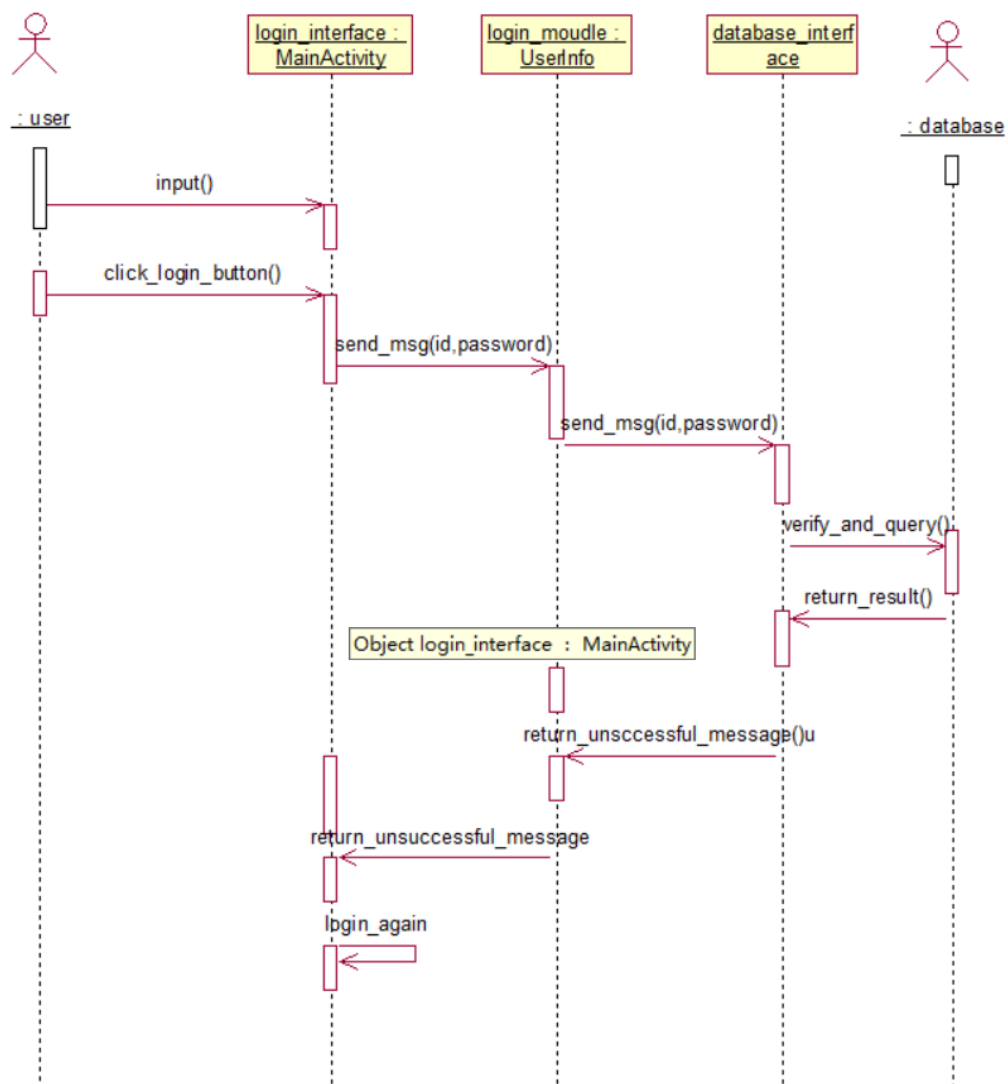 login_interface :
MainActivity
login_moudle :
UserInfo
database_interf
ace
: user
: database
input()
click_login_button()
send_msg(id,password)
send_msg(id,password)
verify_and_query()
return_result()
Object login_interface : MainActivity
return_unsccessful_message()u
return_unsuccessful_message
login_again